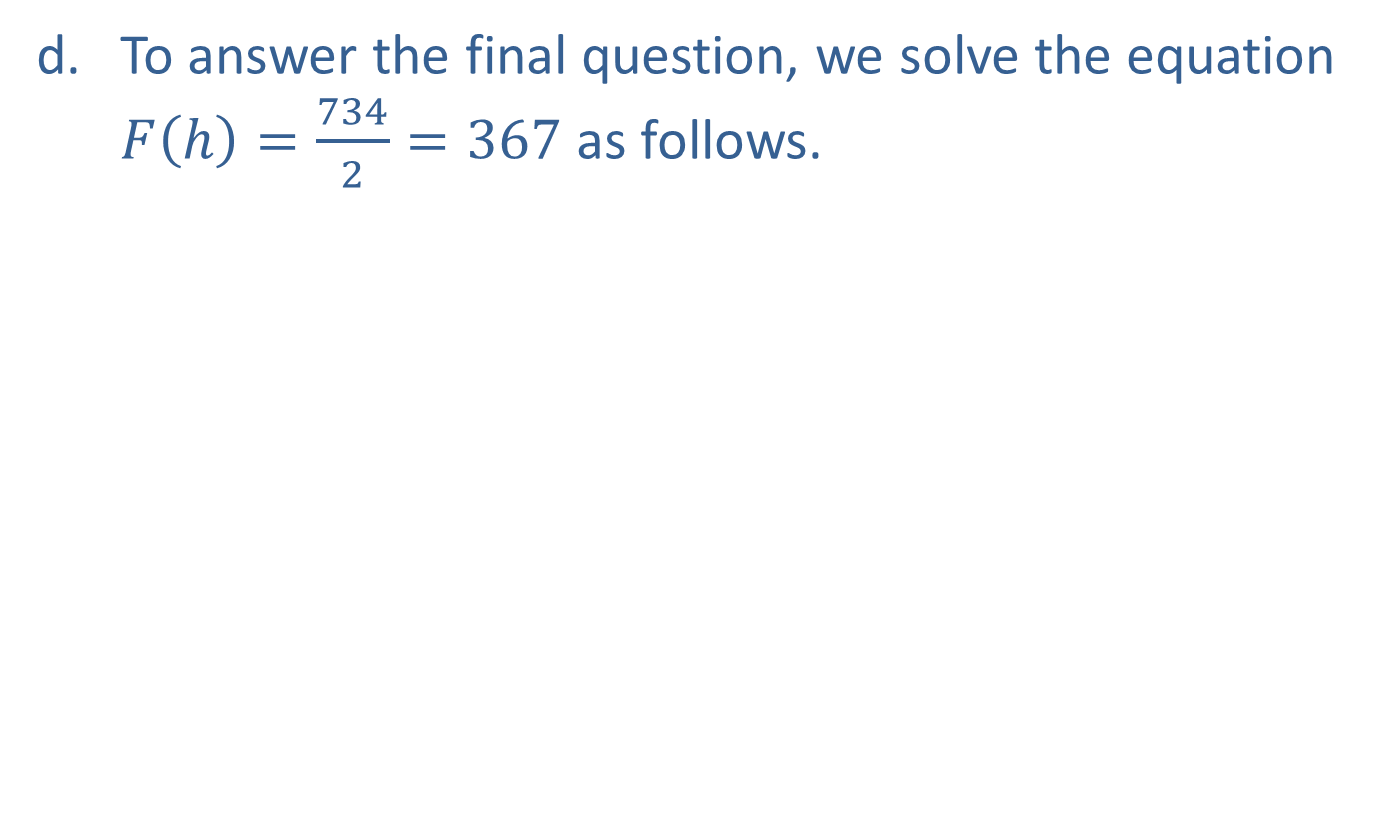 d. To answer the final question, we solve the equation
F(h) = 734/2 = 367 as follows.